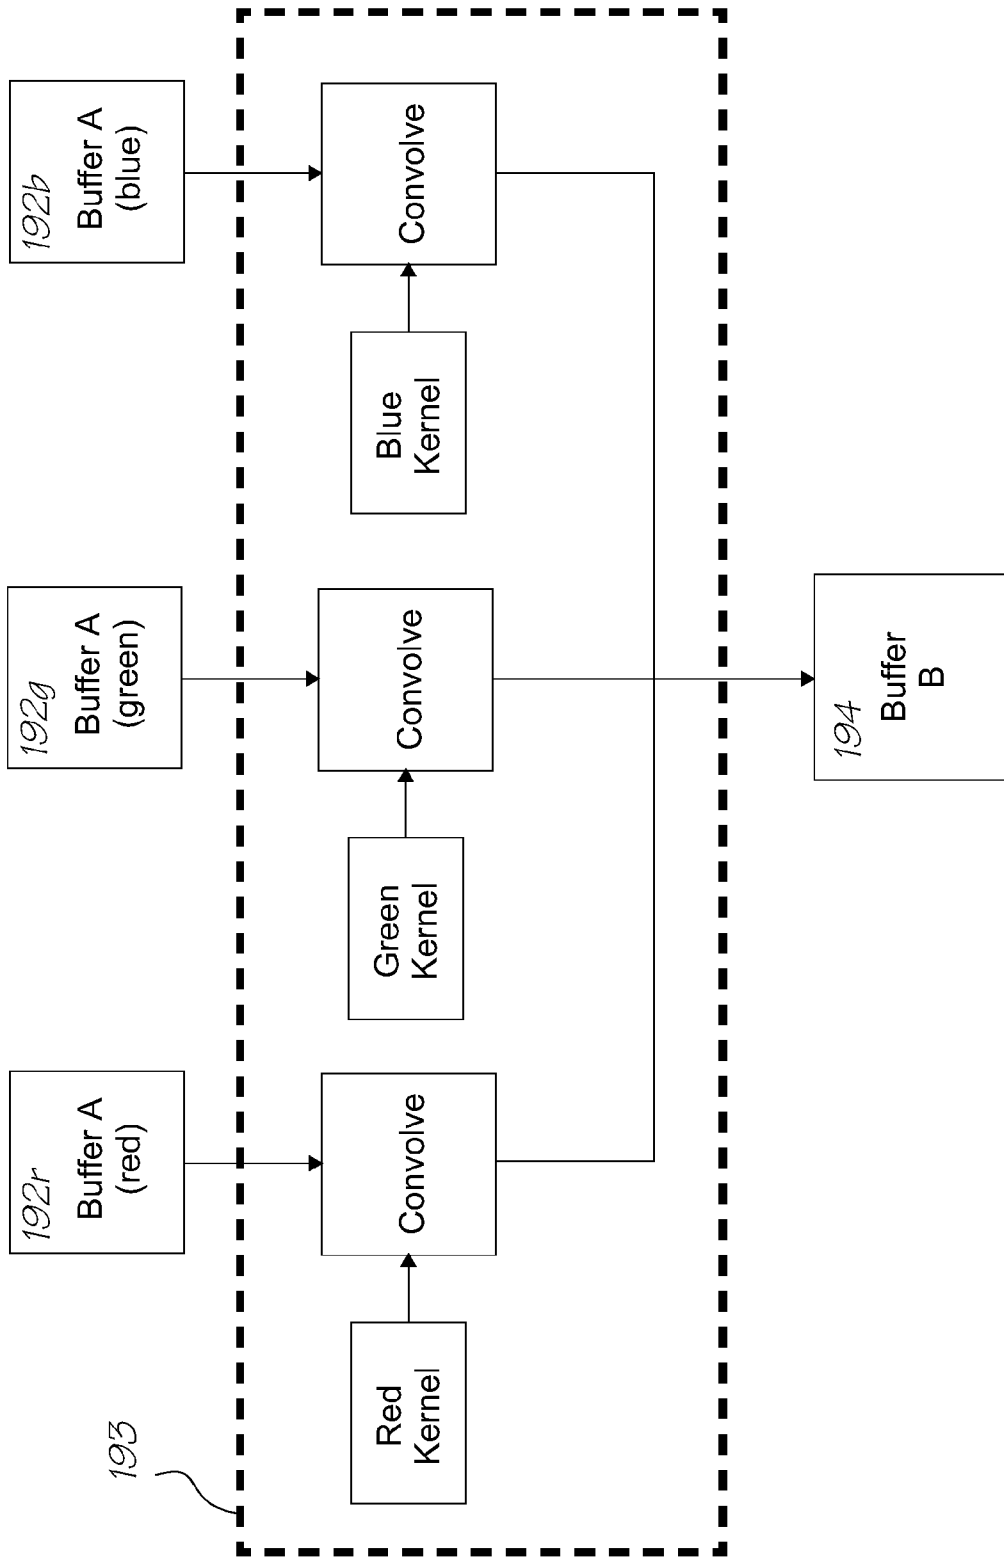 192r
Buffer A
(red)
192g
Buffer A
(green)
192b
Buffer A
(blue)
193
Red
Kernel
Convolve
Green
Kernel
Convolve
Blue
Kernel
Convolve
194
Buffer
B